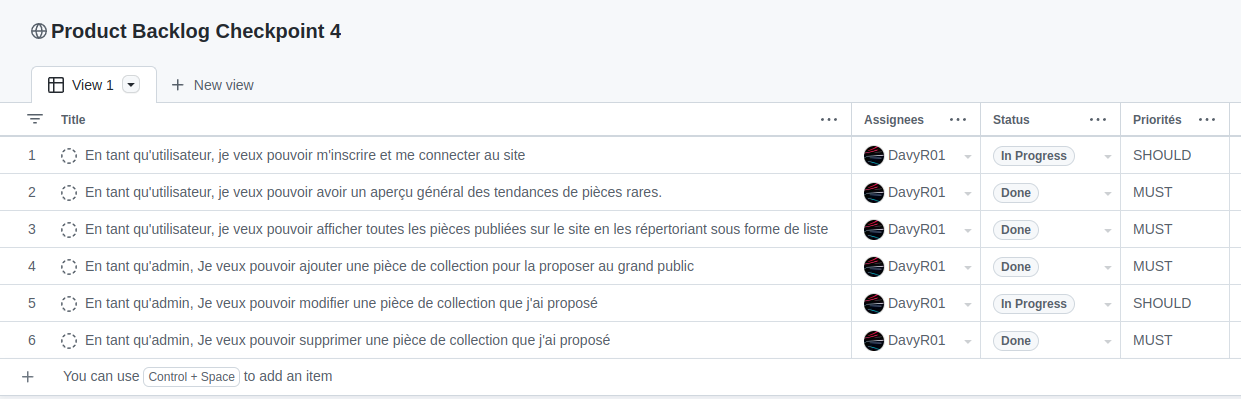 Product Backlog Checkpoint 4
View 1 New view
Title Assignees Status Priorités
1 En tant qu'utilisateur, je veux pouvoir m'inscrire et me connecter au site DavyR01 In Progress SHOULD
2 En tant qu'utilisateur, je veux pouvoir avoir un aperçu général des tendances de pièces rares. DavyR01 Done MUST
3 En tant qu'utilisateur, je veux pouvoir afficher toutes les pièces publiées sur le site en les répertoriant sous forme de liste DavyR01 Done MUST
4 En tant qu'admin, Je veux pouvoir ajouter une pièce de collection pour la proposer au grand public DavyR01 Done MUST
5 En tant qu'admin, Je veux pouvoir modifier une pièce de collection que j'ai proposé DavyR01 In Progress SHOULD
6 En tant qu'admin, Je veux pouvoir supprimer une pièce de collection que j'ai proposé DavyR01 Done MUST
You can use Control + Space to add an item